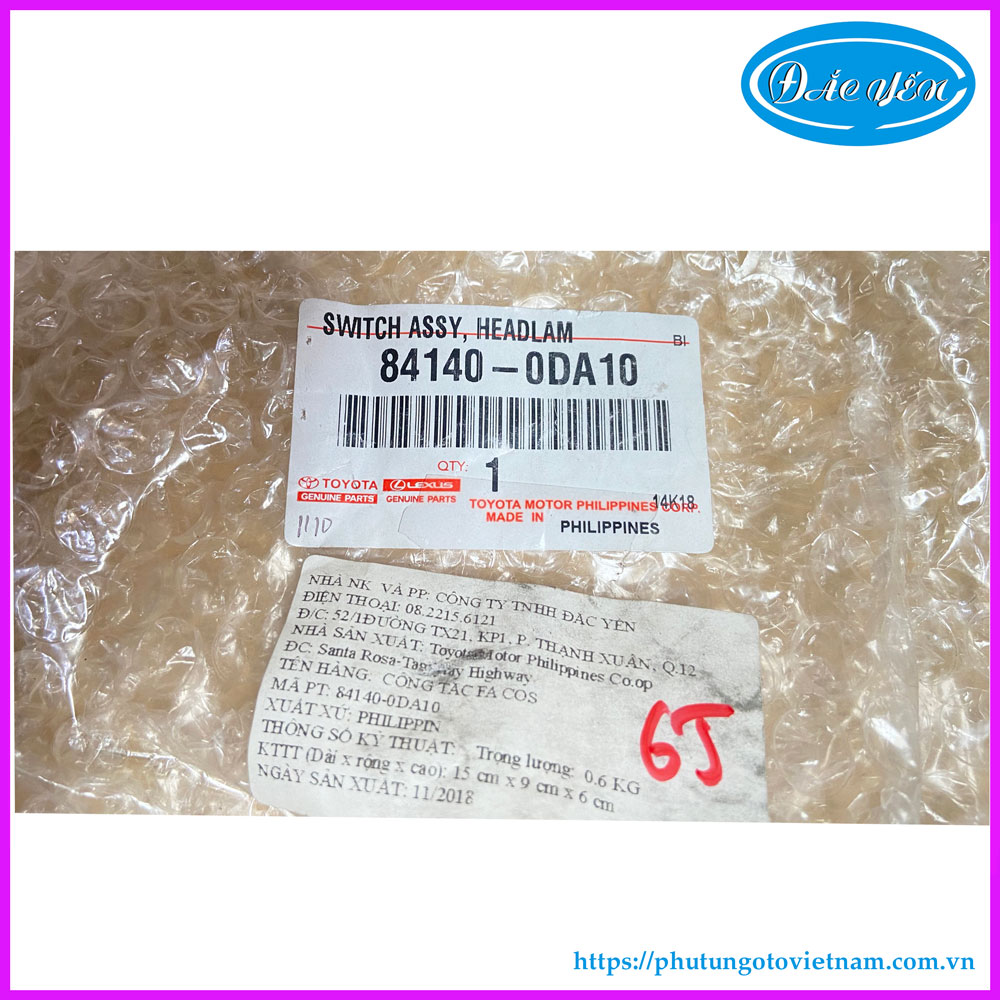 ĐẮC YẾN
SWITCH ASSY, HEADLAM
BI
84140-0DA10
QTY: 1
TOYOTA
GENUINE PARTS
LEXUS
GENUINE PARTS
14K18
TOYOTA MOTOR PHILIPPINES CORP.
MADE IN PHILIPPINES
1110
NHÀ NK VÀ PP: CÔNG TY TNHH ĐẮC YẾN
ĐIỆN THOẠI: 08.2215.6121
Đ/C: 52/1ĐƯỜNG TX21, KP1, P. THẠNH XUÂN, Q.12
NHÀ SẢN XUẤT: Toyota Motor Philippines Co.op
ĐC: Santa Rosa- Highway
TÊN HÀNG. CÔNG TẮC FA COS
MÃ PT: 84140-0DA10
XUẤT XỨ: PHILIPPIN
THÔNG SỐ KỸ THUẬT: Trọng lượng: 0.6 KG
KTTT (Dài x rộng x cao): 15 cm x 9 cm x 6 cm
NGÀY SẢN XUẤT: 11/2018
6J
https://phutungotovietnam.com.vn